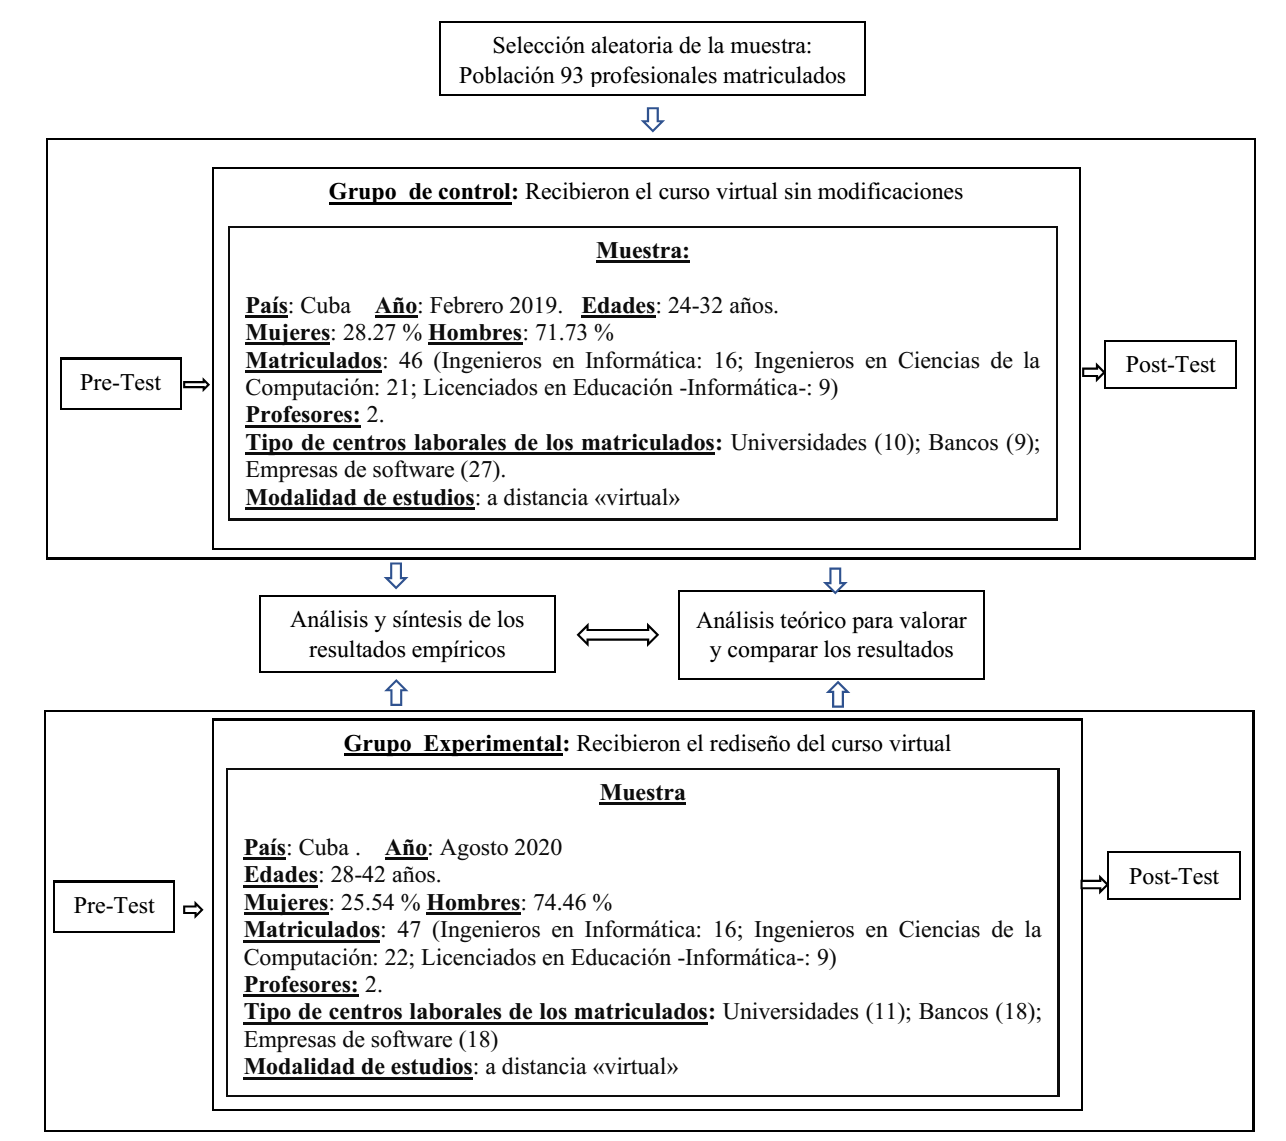 Selección aleatoria de la muestra:
Población 93 profesionales matriculados
Grupo de control: Recibieron el curso virtual sin modificaciones
Muestra:
País: Cuba Año: Febrero 2019. Edades: 24-32 años.
Mujeres: 28.27 % Hombres: 71.73 %
Matriculados: 46 (Ingenieros en Informática: 16; Ingenieros en Ciencias de la
Computación: 21; Licenciados en Educación -Informática-: 9)
Profesores: 2.
Tipo de centros laborales de los matriculados: Universidades (10); Bancos (9);
Empresas de software (27).
Modalidad de estudios: a distancia «virtual»
Pre-Test
Post-Test
Análisis y síntesis de los
resultados empíricos
Análisis teórico para valorar
y comparar los resultados
Grupo Experimental: Recibieron el rediseño del curso virtual
Muestra
País: Cuba . Año: Agosto 2020
Edades: 28-42 años.
Mujeres: 25.54 % Hombres: 74.46 %
Matriculados: 47 (Ingenieros en Informática: 16; Ingenieros en Ciencias de la
Computación: 22; Licenciados en Educación -Informática-: 9)
Profesores: 2.
Tipo de centros laborales de los matriculados: Universidades (11); Bancos (18);
Empresas de software (18)
Modalidad de estudios: a distancia «virtual»
Pre-Test
Post-Test